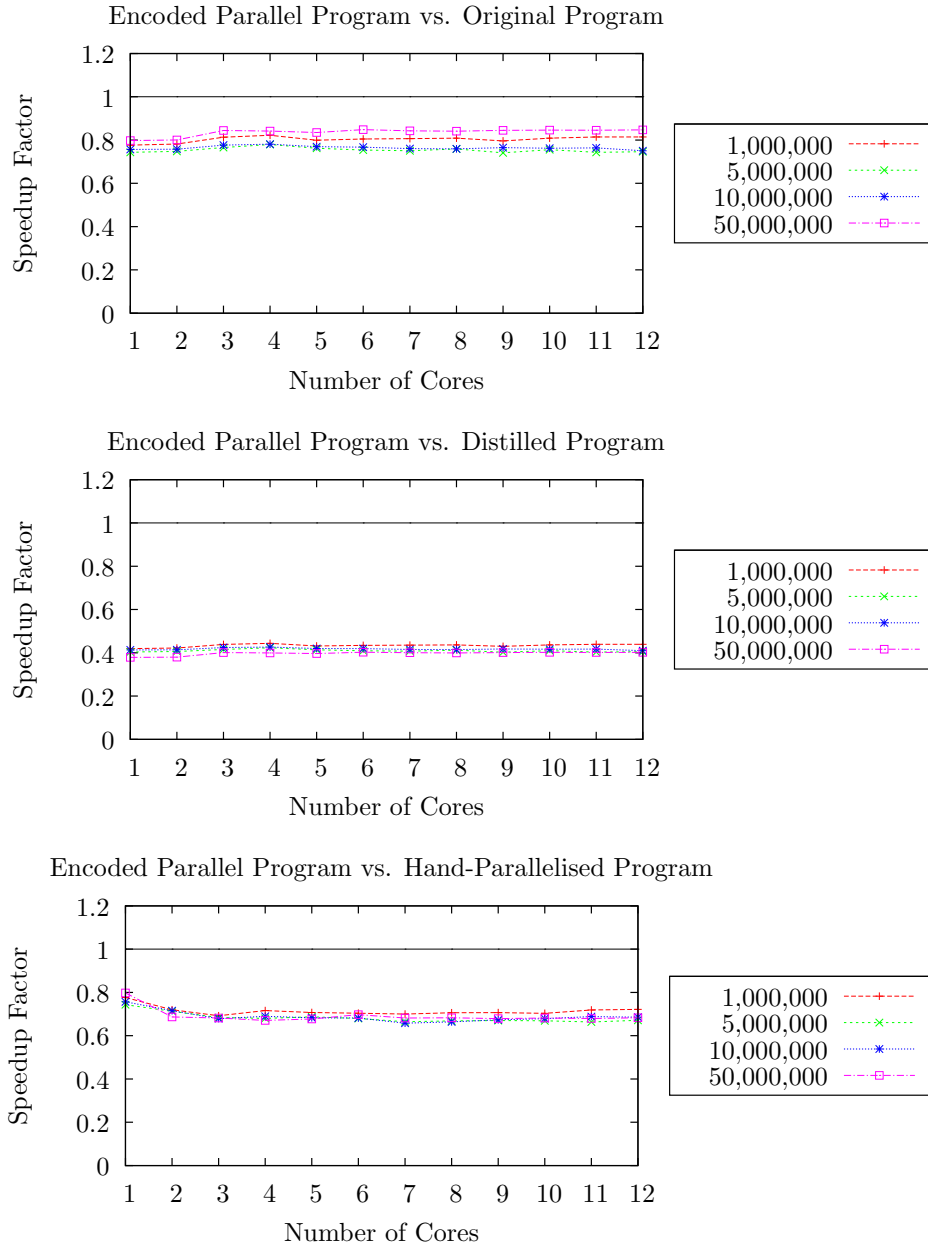 Encoded Parallel Program vs. Original Program
1.2
1
0.8
0.6
0.4
0.2
0
Speedup Factor
1 2 3 4 5 6 7 8 9 10 11 12
Number of Cores
1,000,000
5,000,000
10,000,000
50,000,000
Encoded Parallel Program vs. Distilled Program
1.2
1
0.8
0.6
0.4
0.2
0
Speedup Factor
1 2 3 4 5 6 7 8 9 10 11 12
Number of Cores
1,000,000
5,000,000
10,000,000
50,000,000
Encoded Parallel Program vs. Hand-Parallelised Program
1.2
1
0.8
0.6
0.4
0.2
0
Speedup Factor
1 2 3 4 5 6 7 8 9 10 11 12
Number of Cores
1,000,000
5,000,000
10,000,000
50,000,000